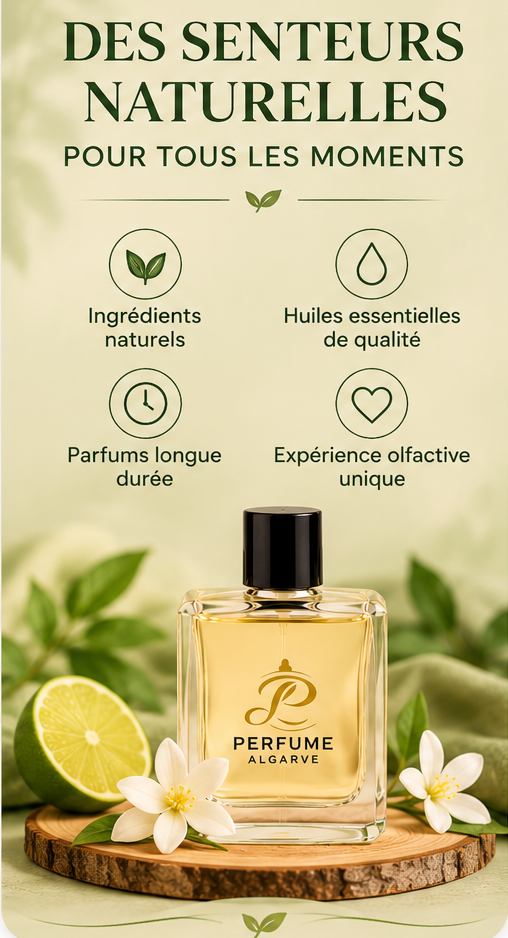 DES SENTEURS
NATURELLES
POUR TOUS LES MOMENTS
Ingrédients
naturels
Huiles essentielles
de qualité
Parfums longue
durée
Expérience olfactive
unique
P
PERFUME
ALGARVE